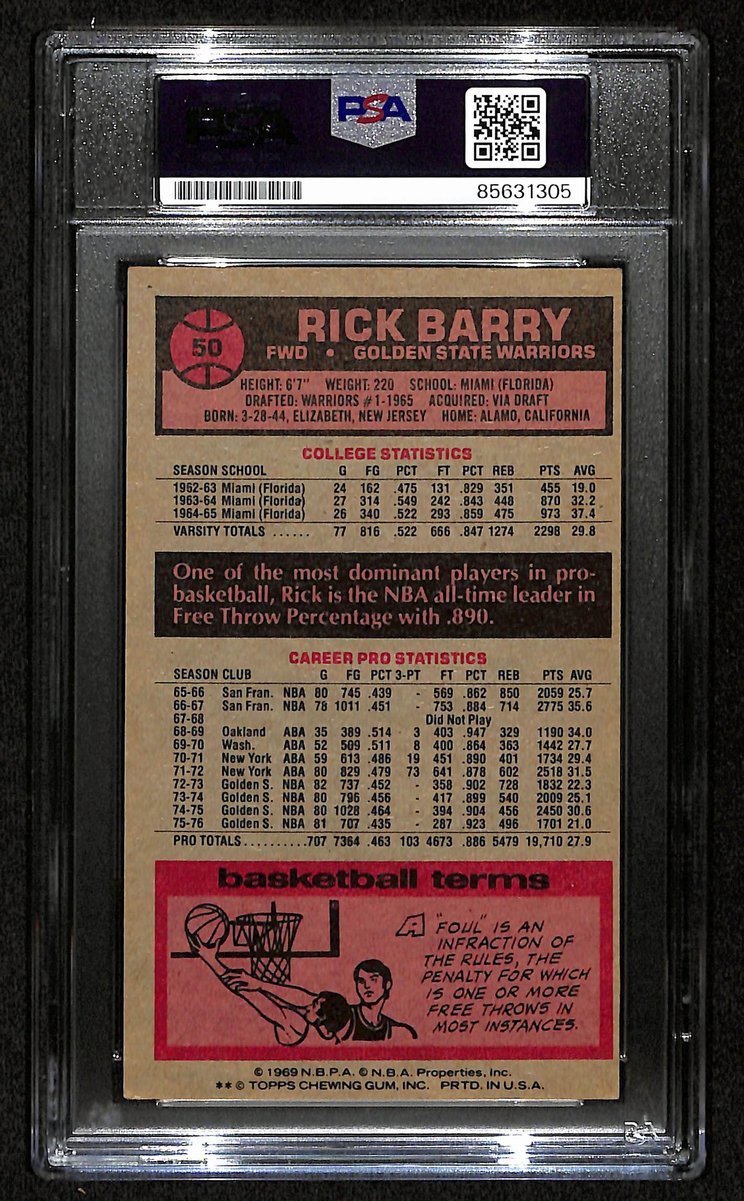 PSA
PSA
85631305
50
RICK BARRY
FWD • GOLDEN STATE WARRIORS
HEIGHT: 6'7" WEIGHT: 220 SCHOOL: MIAMI (FLORIDA)
DRAFTED: WARRIORS #1-1965 ACQUIRED: VIA DRAFT
BORN: 3-28-44, ELIZABETH, NEW JERSEY HOME: ALAMO, CALIFORNIA
COLLEGE STATISTICS
SEASON SCHOOL G FG PCT FT PCT REB PTS AVG
1962-63 Miami (Florida) 24 162 .475 131 .829 351 455 19.0
1963-64 Miami (Florida) 27 314 .549 242 .843 448 870 32.2
1964-65 Miami (Florida) 26 340 .522 293 .859 475 973 37.4
VARSITY TOTALS ...... 77 816 .522 666 .847 1274 2298 29.8
One of the most dominant players in pro-
basketball, Rick is the NBA all-time leader in
Free Throw Percentage with .890.
CAREER PRO STATISTICS
SEASON CLUB G FG PCT 3-PT FT PCT REB PTS AVG
65-66 San Fran. NBA 80 745 .439 - 569 .862 850 2059 25.7
66-67 San Fran. NBA 78 1011 .451 - 753 .884 714 2775 35.6
67-68 Did Not Play
68-69 Oakland ABA 35 389 .514 3 403 .947 329 1190 34.0
69-70 Wash. ABA 52 509 .511 8 400 .864 363 1442 27.7
70-71 New York ABA 59 613 .486 19 451 .890 401 1734 29.4
71-72 New York ABA 80 829 .479 73 641 .878 602 2518 31.5
72-73 Golden S. NBA 82 737 .452 - 358 .902 728 1832 22.3
73-74 Golden S. NBA 80 796 .456 - 417 .899 540 2009 25.1
74-75 Golden S. NBA 80 1028 .464 - 394 .904 456 2450 30.6
75-76 Golden S. NBA 81 707 .435 - 287 .923 496 1701 21.0
PRO TOTALS..........707 7364 .463 103 4673 .886 5479 19,710 27.9
basketball terms
A "FOUL" IS AN
INFRACTION OF
THE RULES, THE
PENALTY FOR WHICH
IS ONE OR MORE
FREE THROWS IN
MOST INSTANCES.
© 1969 N.B.P.A. © N.B.A. Properties, Inc.
** © TOPPS CHEWING GUM, INC. PRTD. IN U.S.A.
PSA